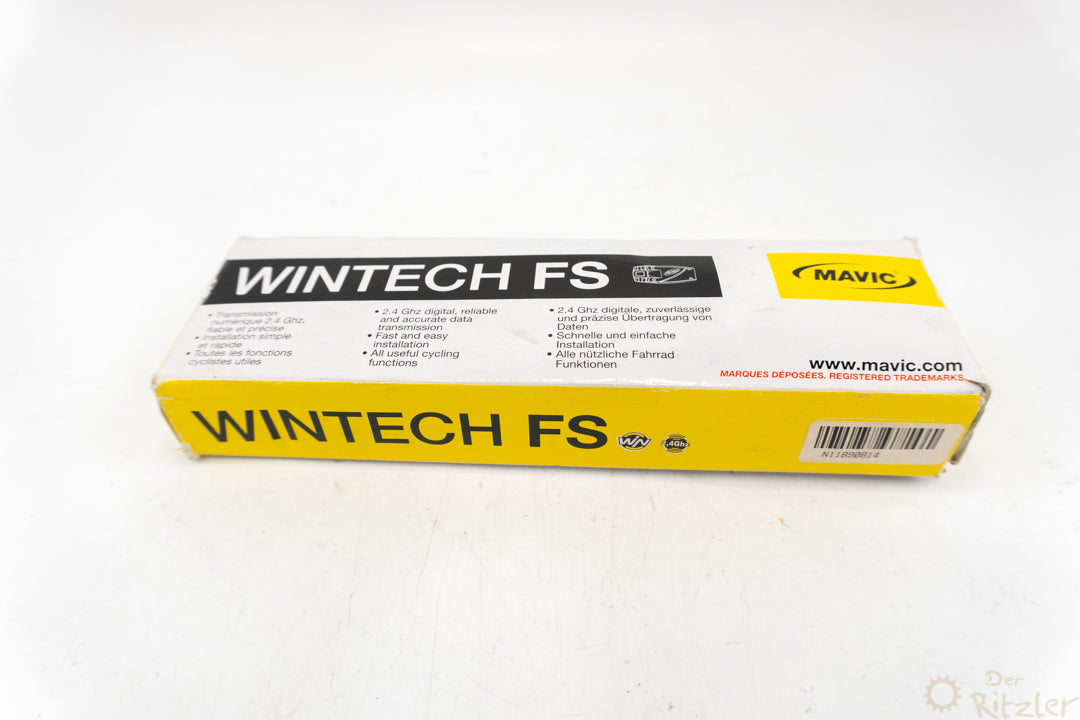 WINTECH FS
MAVIC
• Transmission
numérique 2.4 Ghz,
fiable et précise
• Installation simple
et rapide
• Toutes les fonctions
cyclistes utiles
• 2.4 Ghz digital, reliable
and accurate data
transmission
• Fast and easy
installation
• All useful cycling
functions
• 2.4 Ghz digitale, zuverlässige
und präzise Übertragung von
Daten
• Schnelle und einfache
Installation
• Alle nützliche Fahrrad
Funktionen
www.mavic.com
MARQUES DÉPOSÉES. REGISTERED TRADEMARKS
WINTECH FS
2.4Ghz
N11890814
Der
Ritzler